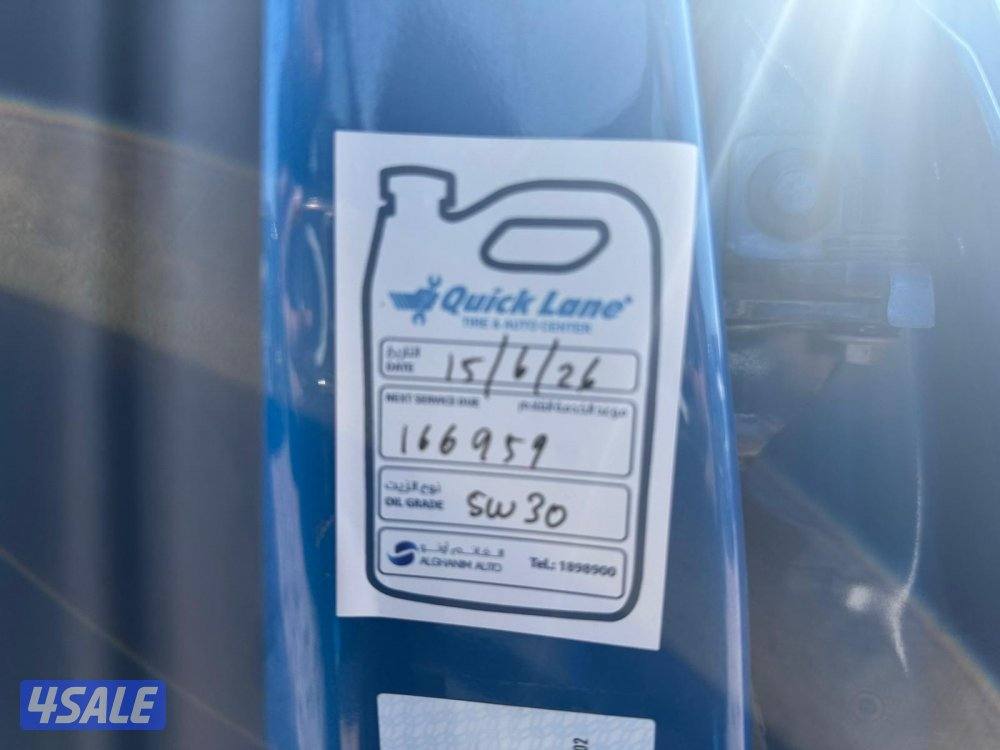 Quick Lane
TIRE & AUTO CENTER
التاريخ
DATE 15/6/26
NEXT SERVICE DUE موعد الخدمة القادم
166959
نوع الزيت
OIL GRADE 5W30
الغانم أوتو
ALGHANIM AUTO Tel.: 1898900
4SALE
02